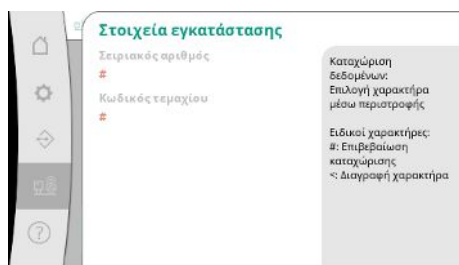 Στοιχεία εγκατάστασης
Σειριακός αριθμός
#
Κωδικός τεμαχίου
#
Καταχώριση
δεδομένων:
Επιλογή χαρακτήρα
μέσω περιστροφής
Ειδικοί χαρακτήρες:
#: Επιβεβαίωση
καταχώρισης
<: Διαγραφή χαρακτήρα